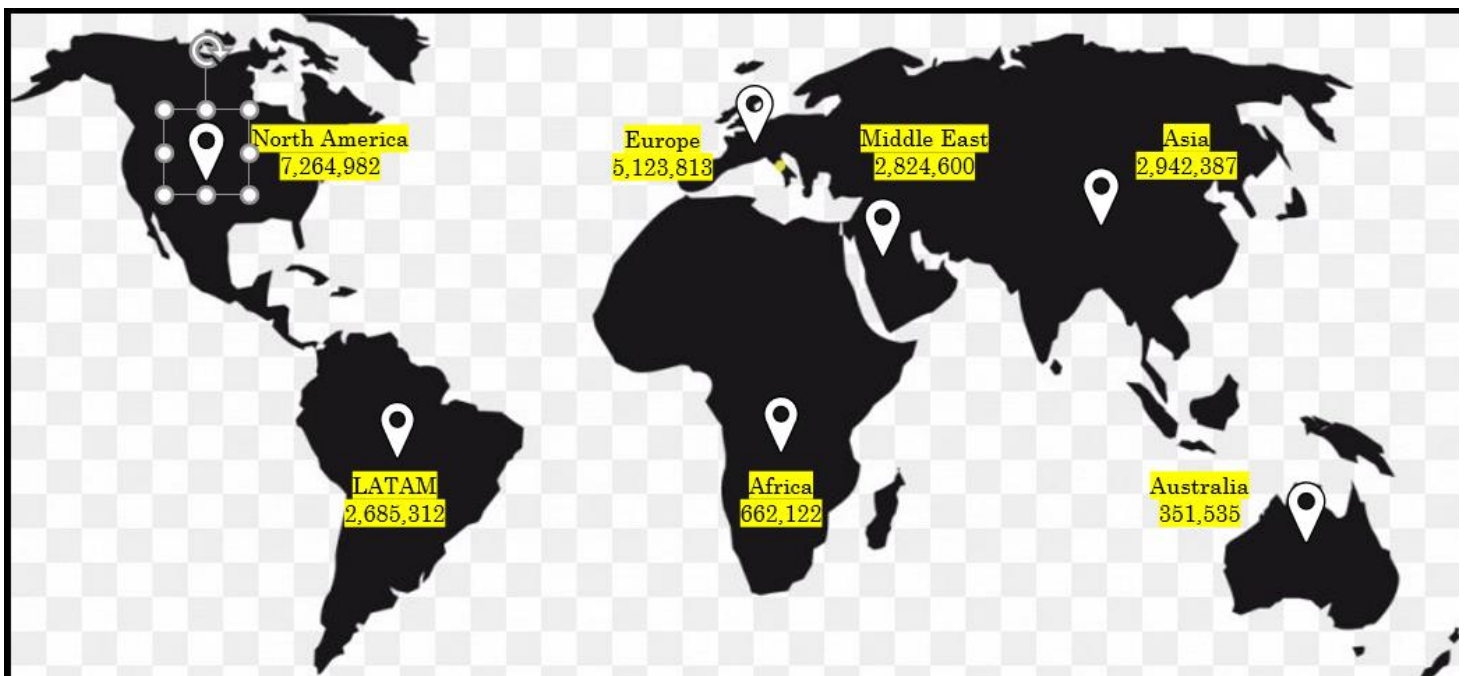 North America
7,264,982
Europe
5,123,813
Middle East
2,824,600
Asia
2,942,387
LATAM
2,685,312
Africa
662,122
Australia
351,535